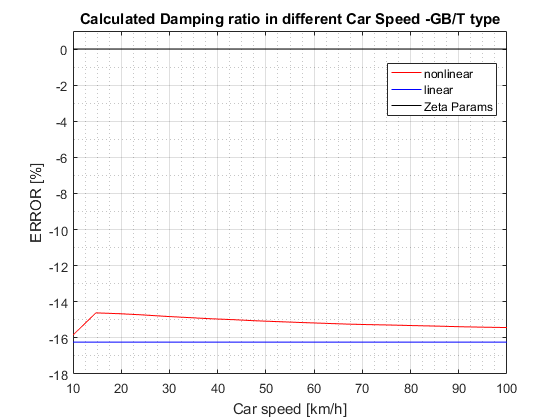 Calculated Damping ratio in different Car Speed -GB/T type
0
-2
-4
-6
-8
-10
-12
-14
-16
-18
ERROR [%]
nonlinear
linear
Zeta Params
10 20 30 40 50 60 70 80 90 100
Car speed [km/h]